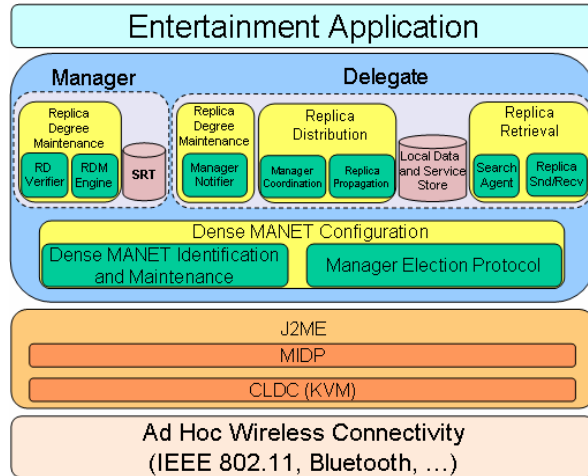 Entertainment Application
Manager
Delegate
Replica
Degree
Maintenance
RD
Verifier
RDM
Engine
SRT
Replica
Degree
Maintenance
Manager
Notifier
Replica
Distribution
Manager
Coordination
Replica
Propagation
Local Data
and Service
Store
Replica
Retrieval
Search
Agent
Replica
Snd/Recv
Dense MANET Configuration
Dense MANET Identification
and Maintenance
Manager Election Protocol
J2ME
MIDP
CLDC (KVM)
Ad Hoc Wireless Connectivity
(IEEE 802.11, Bluetooth, ...)